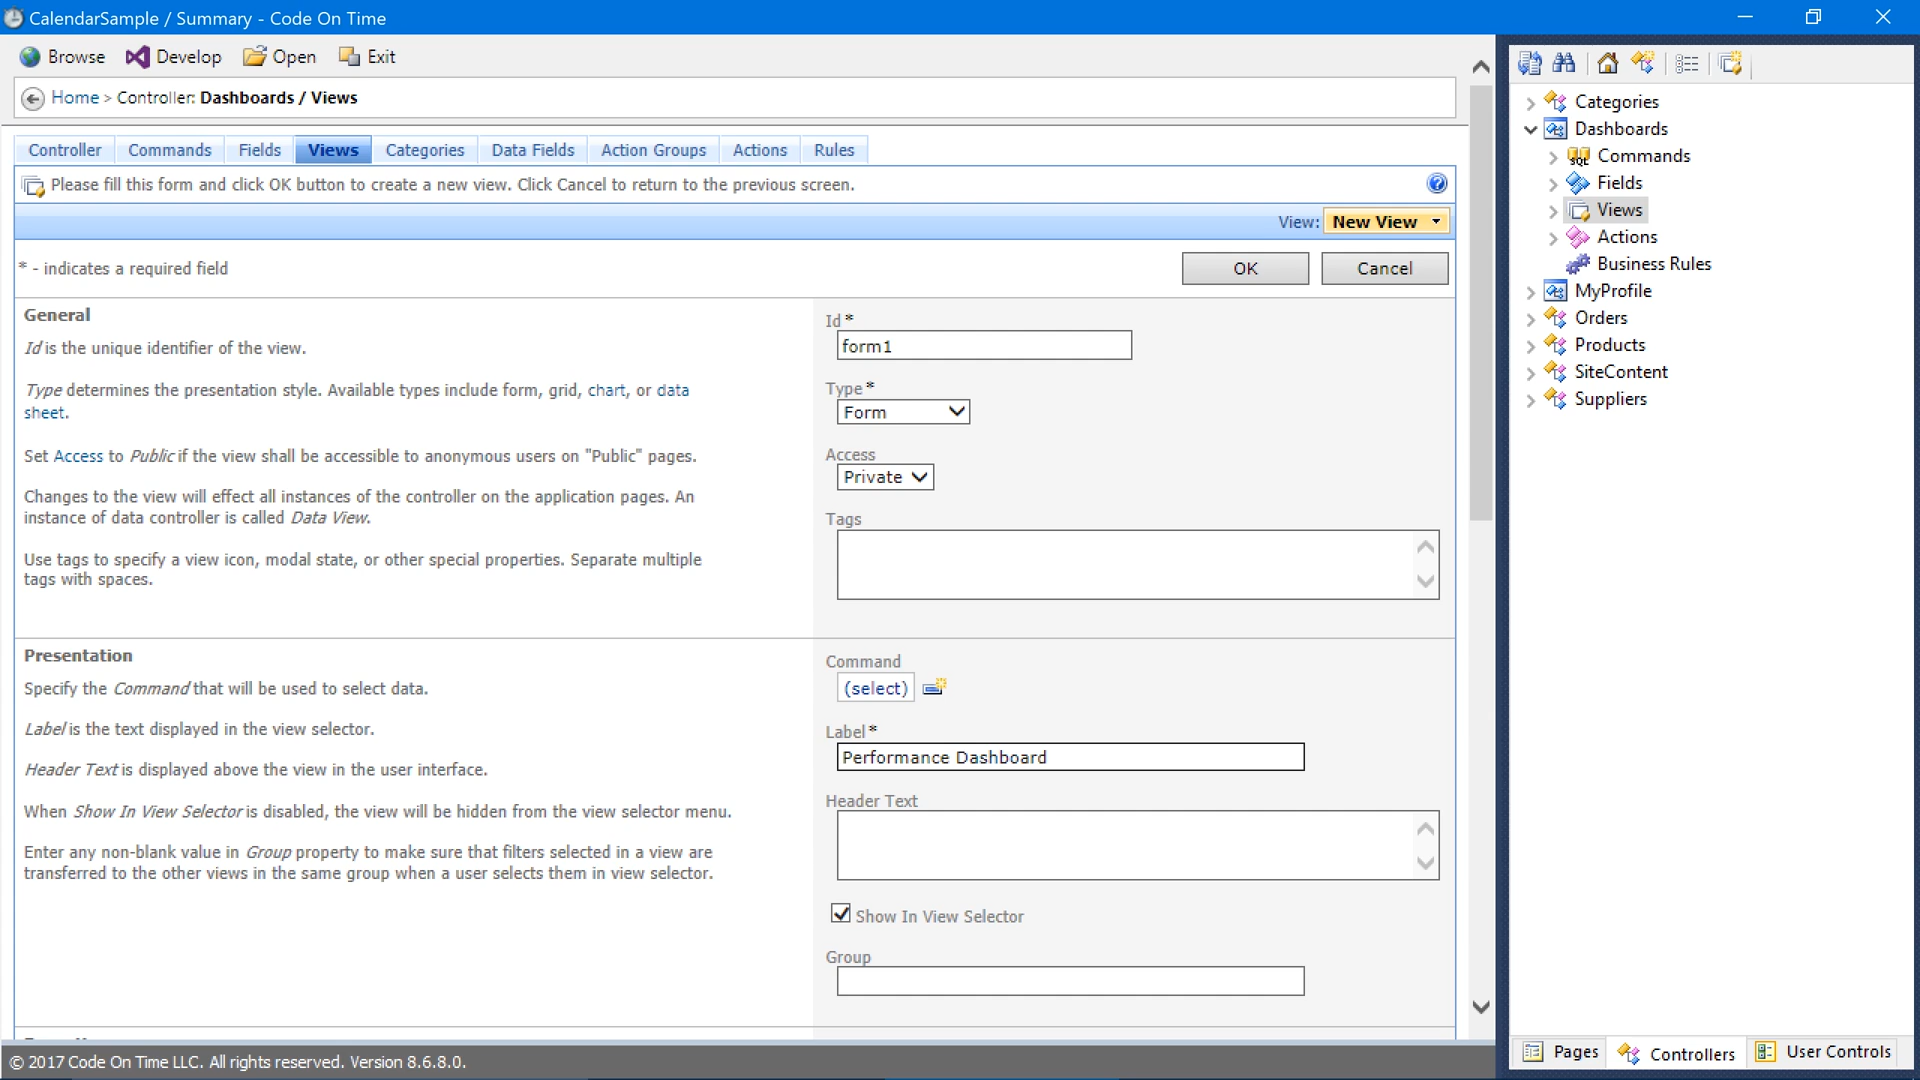 CalendarSample / Summary - Code On Time
Browse Develop Open Exit
Home > Controller: Dashboards / Views
Controller Commands Fields Views Categories Data Fields Action Groups Actions Rules
Please fill this form and click OK button to create a new view. Click Cancel to return to the previous screen.
View: New View
* - indicates a required field
OK Cancel
General
Id is the unique identifier of the view.
Type determines the presentation style. Available types include form, grid, chart, or data
sheet.
Set Access to Public if the view shall be accessible to anonymous users on "Public" pages.
Changes to the view will effect all instances of the controller on the application pages. An
instance of data controller is called Data View.
Use tags to specify a view icon, modal state, or other special properties. Separate multiple
tags with spaces.
Id *
form1
Type *
Form
Access
Private
Tags
Presentation
Specify the Command that will be used to select data.
Label is the text displayed in the view selector.
Header Text is displayed above the view in the user interface.
When Show In View Selector is disabled, the view will be hidden from the view selector menu.
Enter any non-blank value in Group property to make sure that filters selected in a view are
transferred to the other views in the same group when a user selects them in view selector.
Command
(select)
Label *
Performance Dashboard
Header Text
Show In View Selector
Group
© 2017 Code On Time LLC. All rights reserved. Version 8.6.8.0.
Categories
Dashboards
SQL Commands
Fields
Views
Actions
Business Rules
MyProfile
Orders
Products
SiteContent
Suppliers
Pages Controllers User Controls